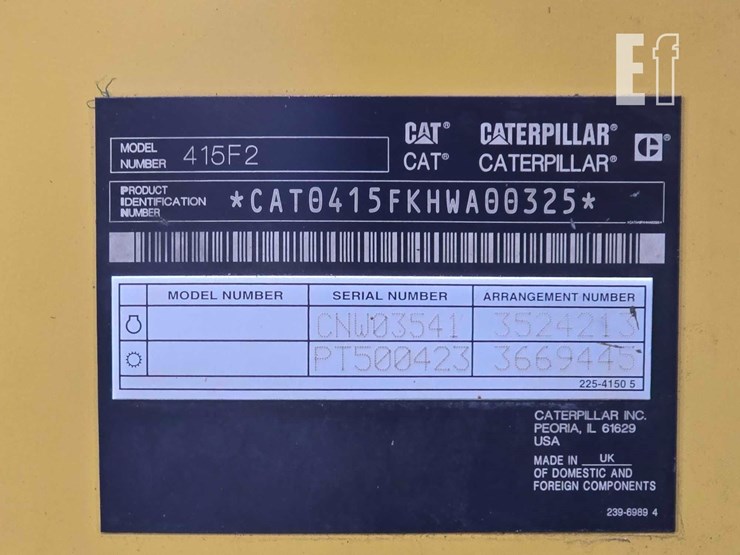 Ef
CAT® CATERPILLAR®
MODEL NUMBER 415F2
CAT® CATERPILLAR®
PRODUCT IDENTIFICATION NUMBER *CAT0415FKHWA00325*
MODEL NUMBER SERIAL NUMBER ARRANGEMENT NUMBER
CNW03541 3524213
PT500423 3669445
225-4150 5
CATERPILLAR INC.
PEORIA, IL 61629
USA
MADE IN UK
OF DOMESTIC AND
FOREIGN COMPONENTS
239-6989 4